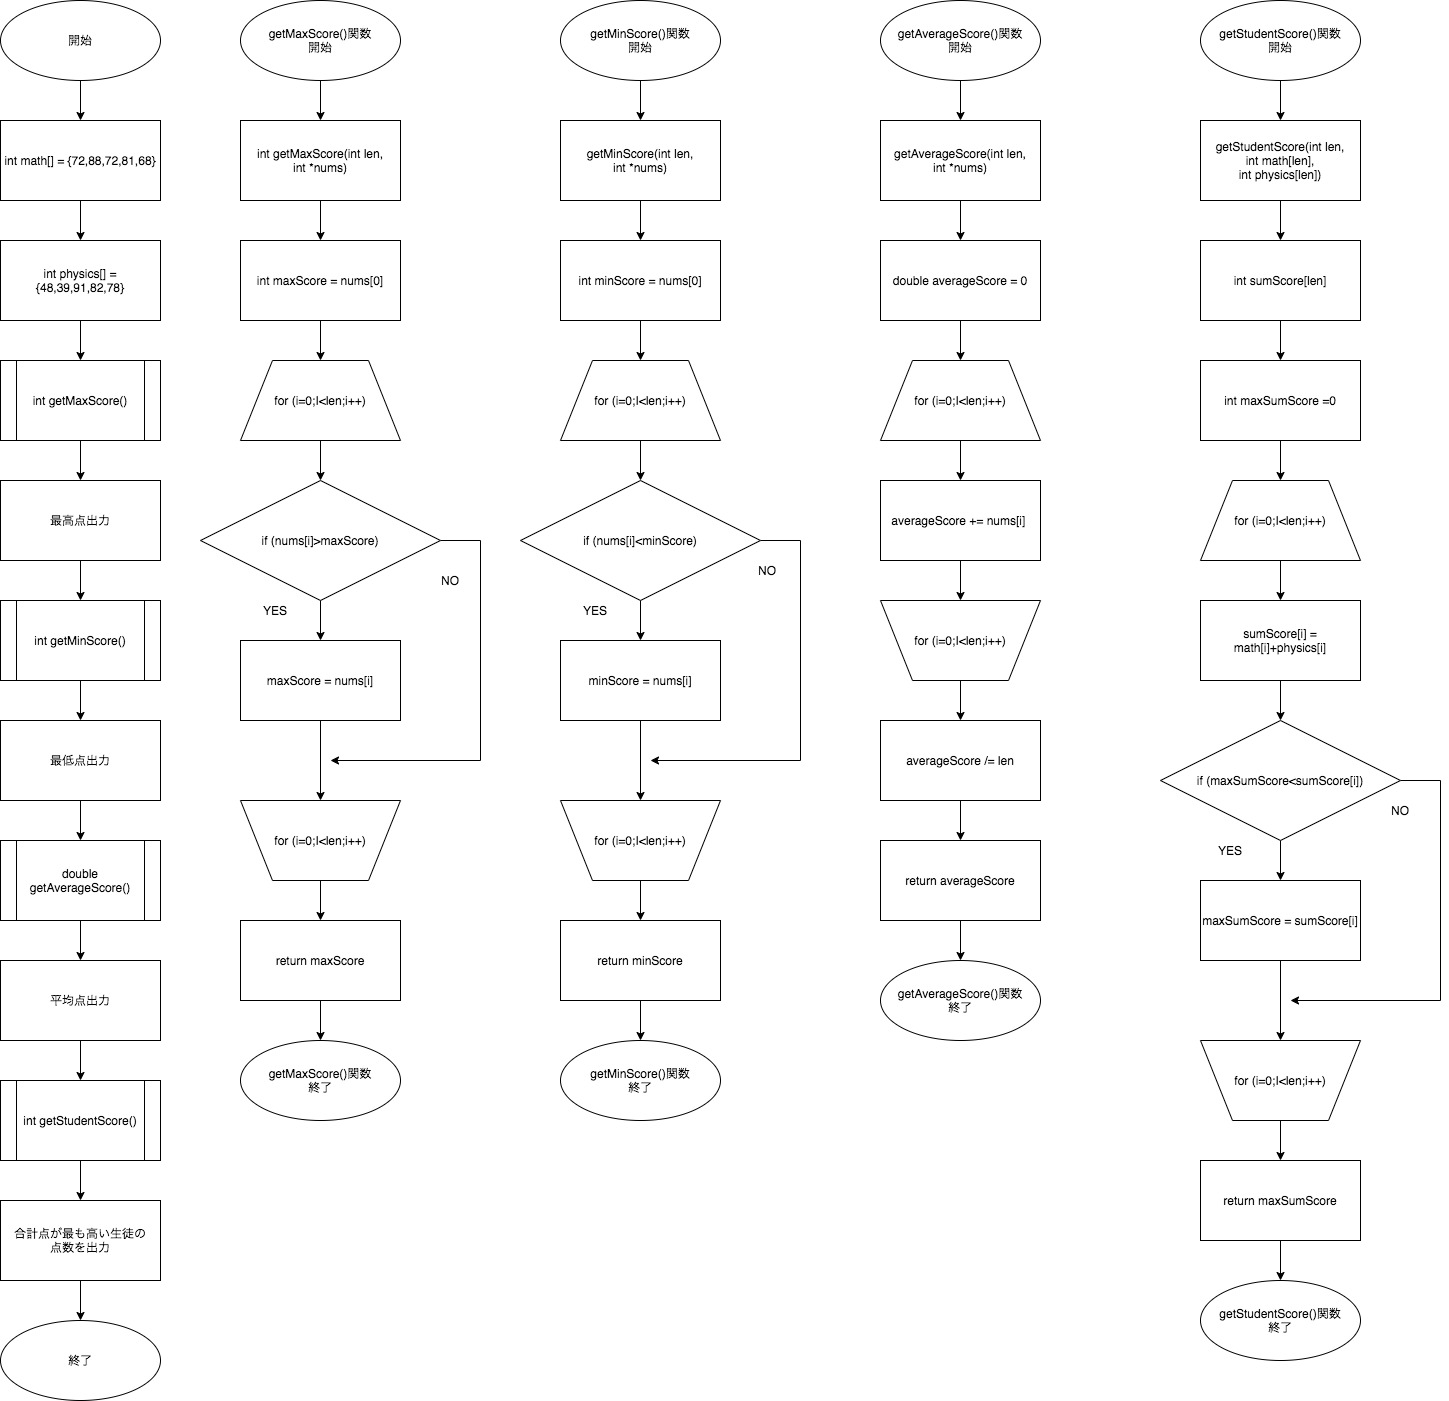 開始
int math[] = {72,88,72,81,68}
int physics[] =
{48,39,91,82,78}
int getMaxScore()
最高点出力
int getMinScore()
最低点出力
double
getAverageScore()
平均点出力
int getStudentScore()
合計点が最も高い生徒の
点数を出力
終了
getMaxScore()関数
開始
int getMaxScore(int len,
int *nums)
int maxScore = nums[0]
for (i=0;I<len;i++)
if (nums[i]>maxScore)
NO
YES
maxScore = nums[i]
for (i=0;I<len;i++)
return maxScore
getMaxScore()関数
終了
getMinScore()関数
開始
getMinScore(int len,
int *nums)
int minScore = nums[0]
for (i=0;I<len;i++)
if (nums[i]<minScore)
NO
YES
minScore = nums[i]
for (i=0;I<len;i++)
return minScore
getMinScore()関数
終了
getAverageScore()関数
開始
getAverageScore(int len,
int *nums)
double averageScore = 0
for (i=0;I<len;i++)
averageScore += nums[i]
for (i=0;I<len;i++)
averageScore /= len
return averageScore
getAverageScore()関数
終了
getStudentScore()関数
開始
getStudentScore(int len,
int math[len],
int physics[len])
int sumScore[len]
int maxSumScore =0
for (i=0;I<len;i++)
sumScore[i] =
math[i]+physics[i]
if (maxSumScore<sumScore[i])
NO
YES
maxSumScore = sumScore[i]
for (i=0;I<len;i++)
return maxSumScore
getStudentScore()関数
終了